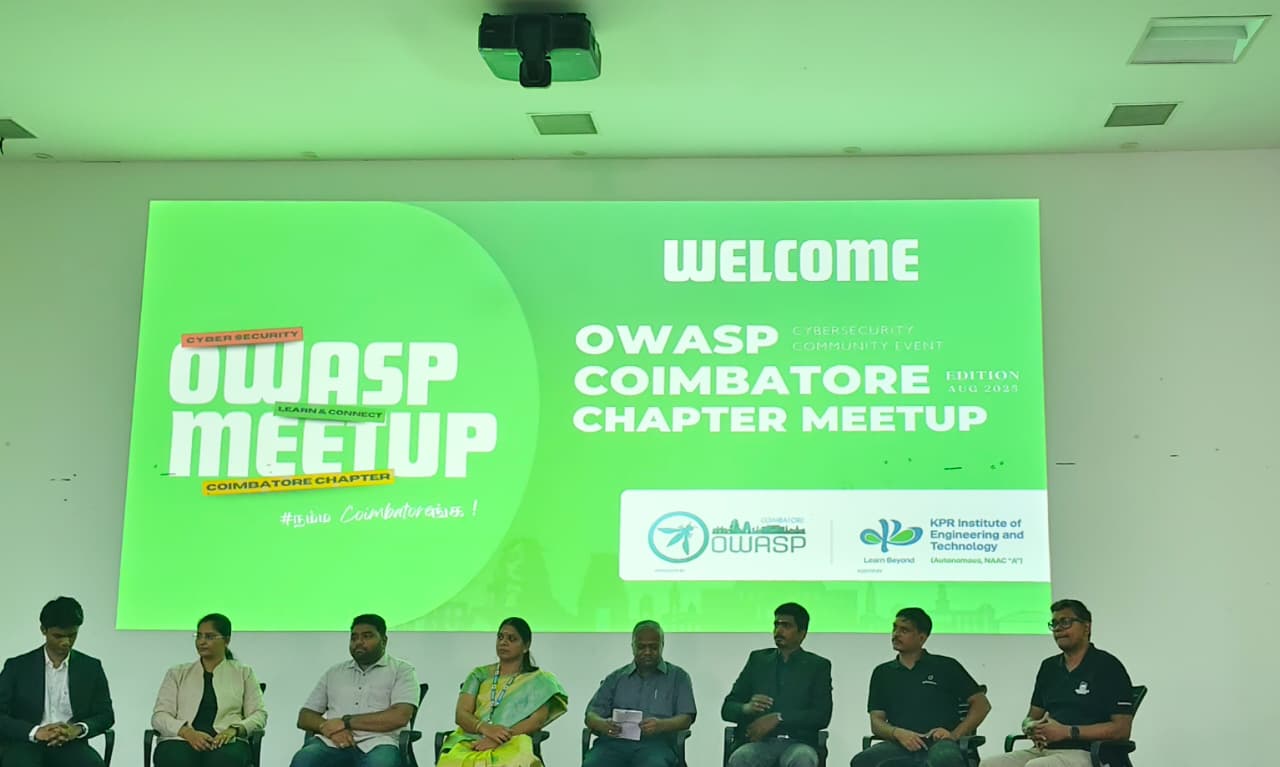 CYBER SECURITY
OWASP
LEARN & CONNECT
MEETUP
COIMBATORE CHAPTER
#நம்ம Coimbatoreங்க !
WELCOME
OWASP CYBERSECURITY
COMMUNITY EVENT
COIMBATORE EDITION
AUG 2025
CHAPTER MEETUP
COIMBATORE
OWASP
Learn Beyond
KPR Institute of
Engineering and
Technology
(Autonomous, NAAC "A")